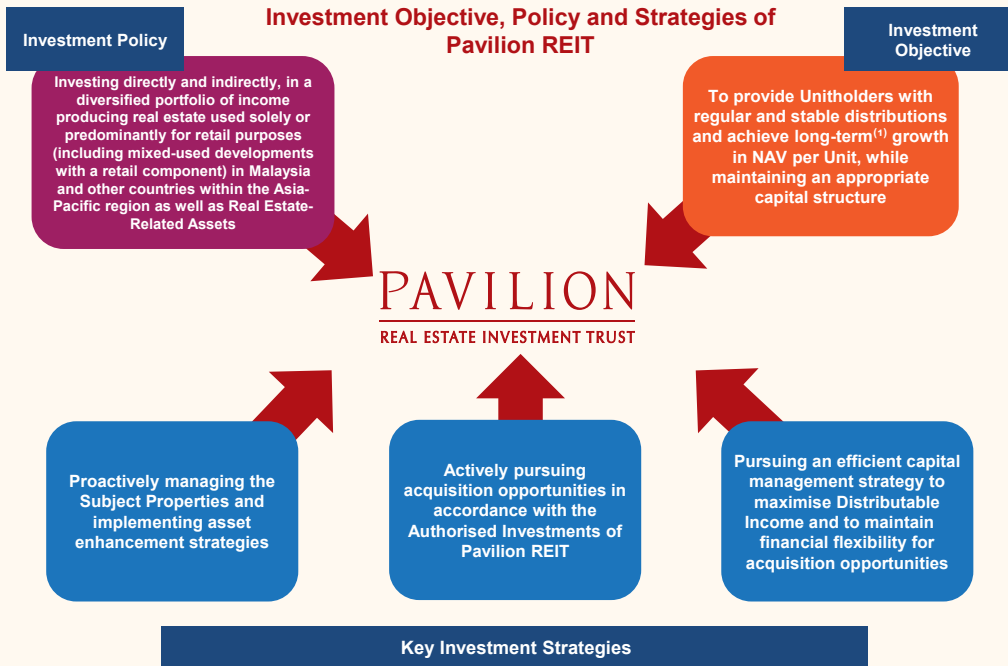 Investment Objective, Policy and Strategies of
Pavilion REIT
Investment Policy
Investment
Objective
Investing directly and indirectly, in a
diversified portfolio of income
producing real estate used solely or
predominantly for retail purposes
(including mixed-used developments
with a retail component) in Malaysia
and other countries within the Asia-
Pacific region as well as Real Estate-
Related Assets
To provide Unitholders with
regular and stable distributions
and achieve long-term⁽¹⁾ growth
in NAV per Unit, while
maintaining an appropriate
capital structure
PAVILION
REAL ESTATE INVESTMENT TRUST
Proactively managing the
Subject Properties and
implementing asset
enhancement strategies
Actively pursuing
acquisition opportunities in
accordance with the
Authorised Investments of
Pavilion REIT
Pursuing an efficient capital
management strategy to
maximise Distributable
Income and to maintain
financial flexibility for
acquisition opportunities
Key Investment Strategies